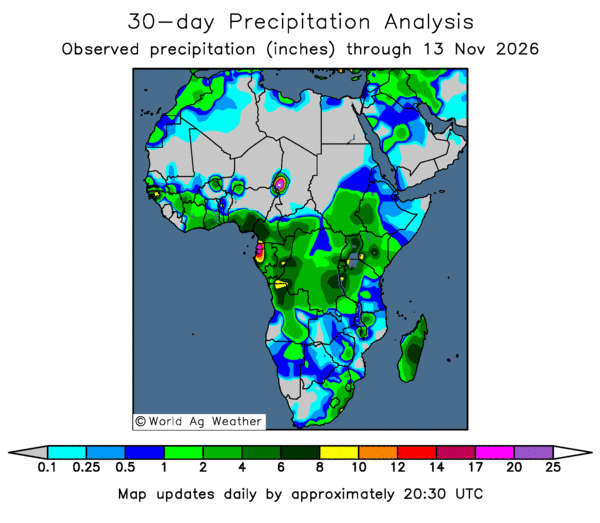 30-day Precipitation Analysis
Observed precipitation (inches) through 13 Nov 2026
© World Ag Weather
0.1 0.25 0.5 1 2 4 6 8 10 12 14 17 20 25
Map updates daily by approximately 20:30 UTC